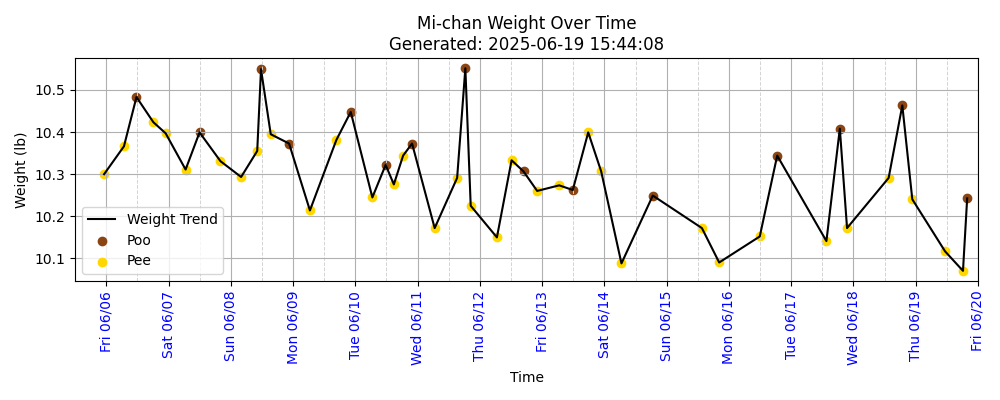 Mi-chan Weight Over Time
Generated: 2025-06-19 15:44:08
Weight (lb)
10.5
10.4
10.3
10.2
10.1
Weight Trend
Poo
Pee
Fri 06/06
Sat 06/07
Sun 06/08
Mon 06/09
Tue 06/10
Wed 06/11
Thu 06/12
Fri 06/13
Sat 06/14
Sun 06/15
Mon 06/16
Tue 06/17
Wed 06/18
Thu 06/19
Fri 06/20
Time